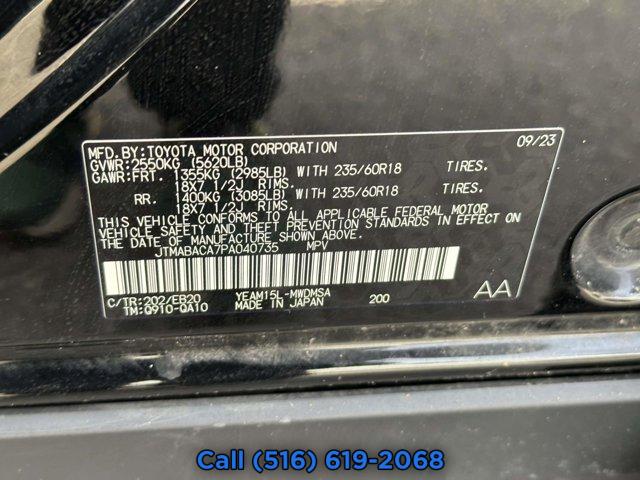 MFD.BY:TOYOTA MOTOR CORPORATION 09/23
GVWR:2550KG (5620LB)
GAWR:FRT. 1355KG (2985LB) WITH 235/60R18 TIRES.
18X7 1/2J RIMS.
RR. 1400KG (3085LB) WITH 235/60R18 TIRES.
18X7 1/2J RIMS.
THIS VEHICLE CONFORMS TO ALL APPLICABLE FEDERAL MOTOR
VEHICLE SAFETY AND THEFT PREVENTION STANDARDS IN EFFECT ON
THE DATE OF MANUFACTURE SHOWN ABOVE.
JTMABACA7PA040735 MPV
C/TR:202/EB20 YEAM15L-MWDMSA 200 AA
TM:Q910-QA10 MADE IN JAPAN
Call (516) 619-2068